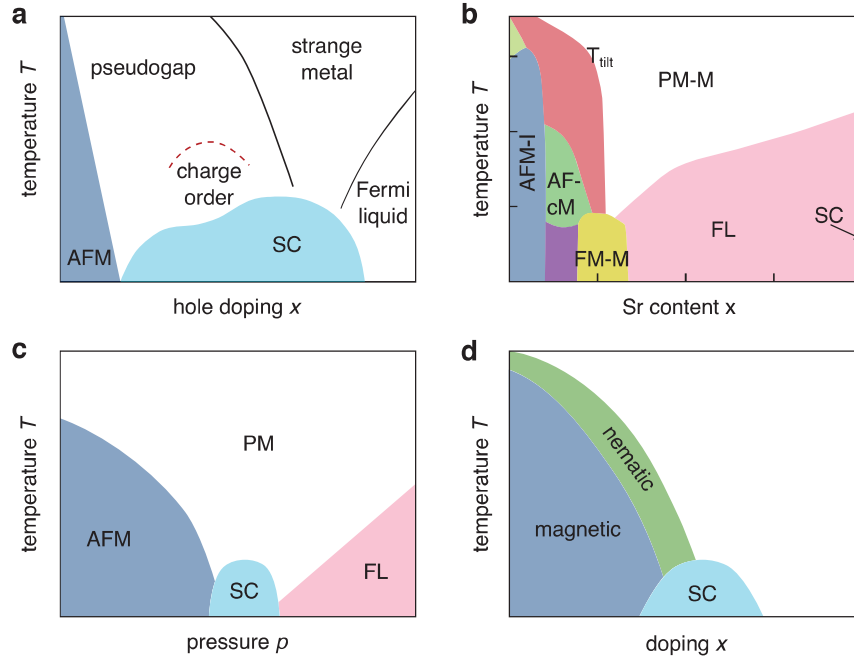 a
temperature T
pseudogap
strange
metal
charge
order
Fermi
liquid
AFM
SC
hole doping x
b
temperature T
T_tilt
PM-M
AFM-I
AF-
cM
FM-M
FL
SC
Sr content x
c
temperature T
PM
AFM
SC
FL
pressure p
d
temperature T
nematic
magnetic
SC
doping x